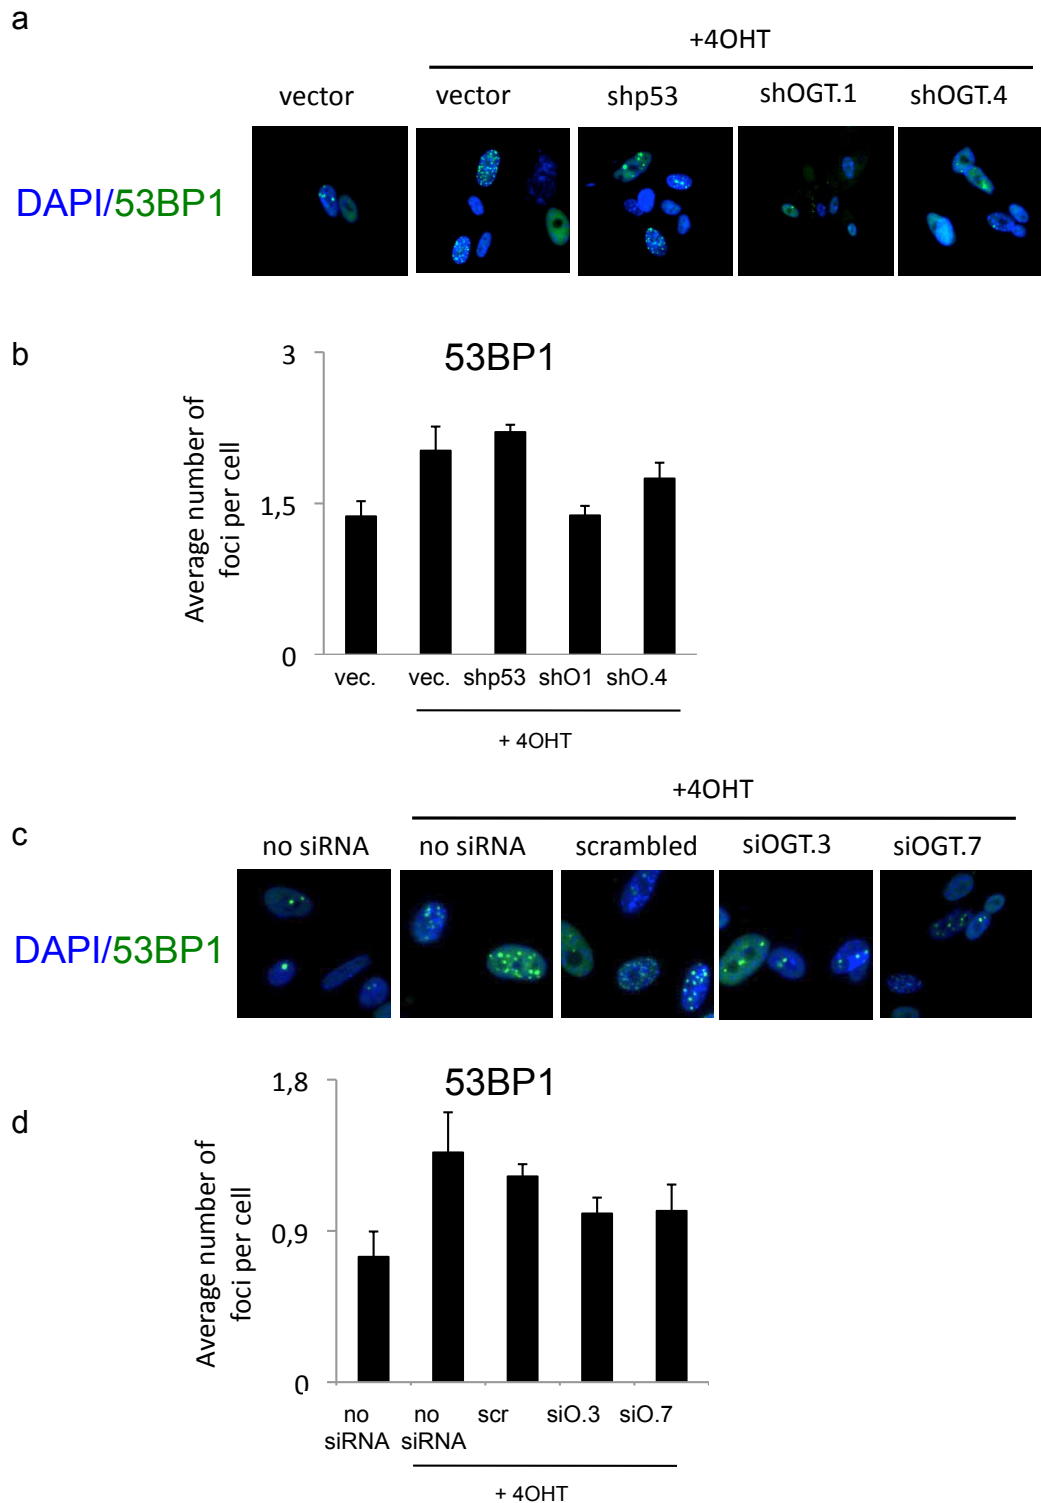 a
+4OHT
vector
vector
shp53
shOGT.1
shOGT.4
DAPI/53BP1
b
53BP1
Average number of
foci per cell
3
1,5
0
vec.
vec.
shp53
shO1
shO.4
+ 4OHT
+4OHT
c
no siRNA
no siRNA
scrambled
siOGT.3
siOGT.7
DAPI/53BP1
d
53BP1
Average number of
foci per cell
1,8
0,9
0
no
siRNA
no
siRNA
scr
siO.3
siO.7
+ 4OHT